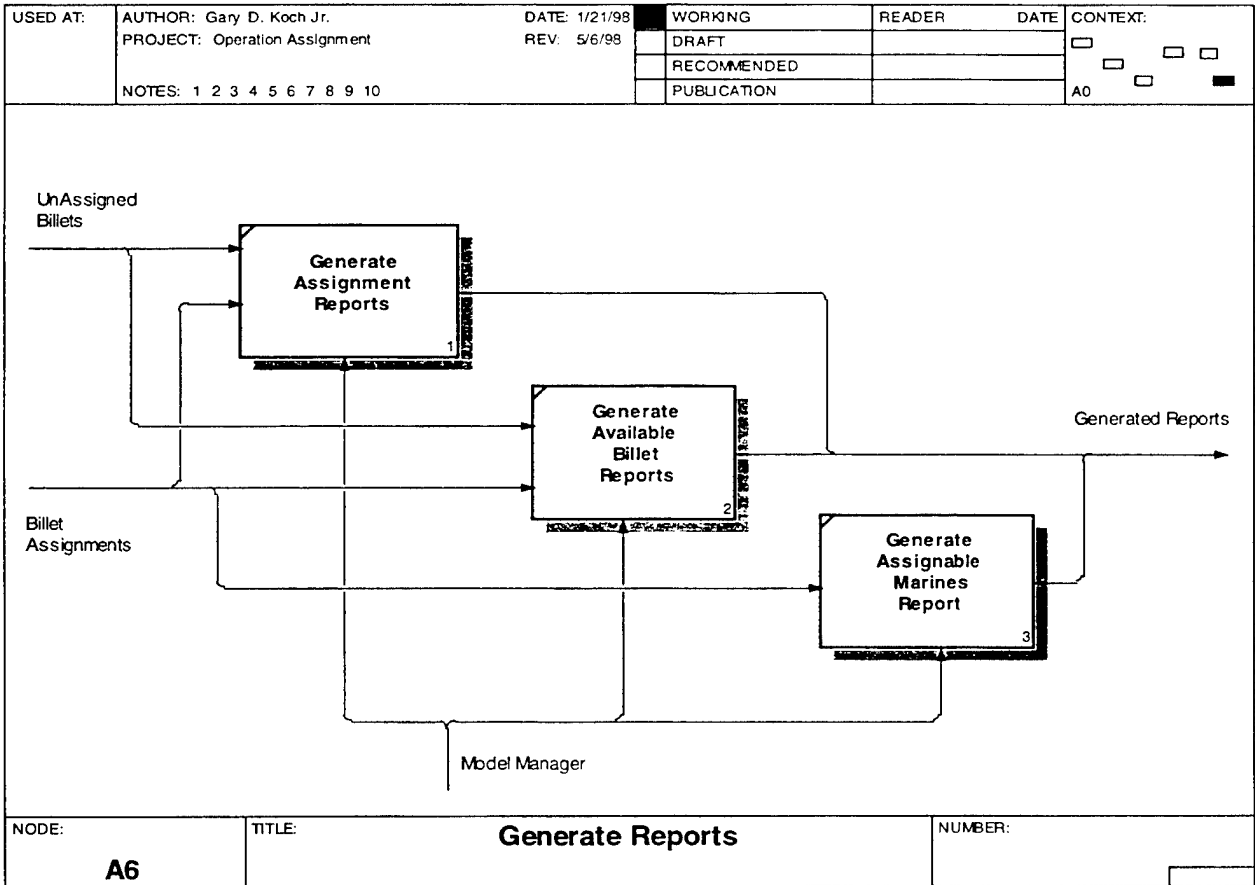 USED AT:
AUTHOR: Gary D. Koch Jr.
DATE: 1/21/98
PROJECT: Operation Assignment
REV: 5/6/98
NOTES: 1 2 3 4 5 6 7 8 9 10
WORKING
DRAFT
RECOMMENDED
PUBLICATION
READER DATE
CONTEXT:
A0
UnAssigned
Billets
Generate
Assignment
Reports
1
Generate
Available
Billet
Reports
2
Generated Reports
Billet
Assignments
Generate
Assignable
Marines
Report
3
Model Manager
NODE:
A6
TITLE:
Generate Reports
NUMBER: